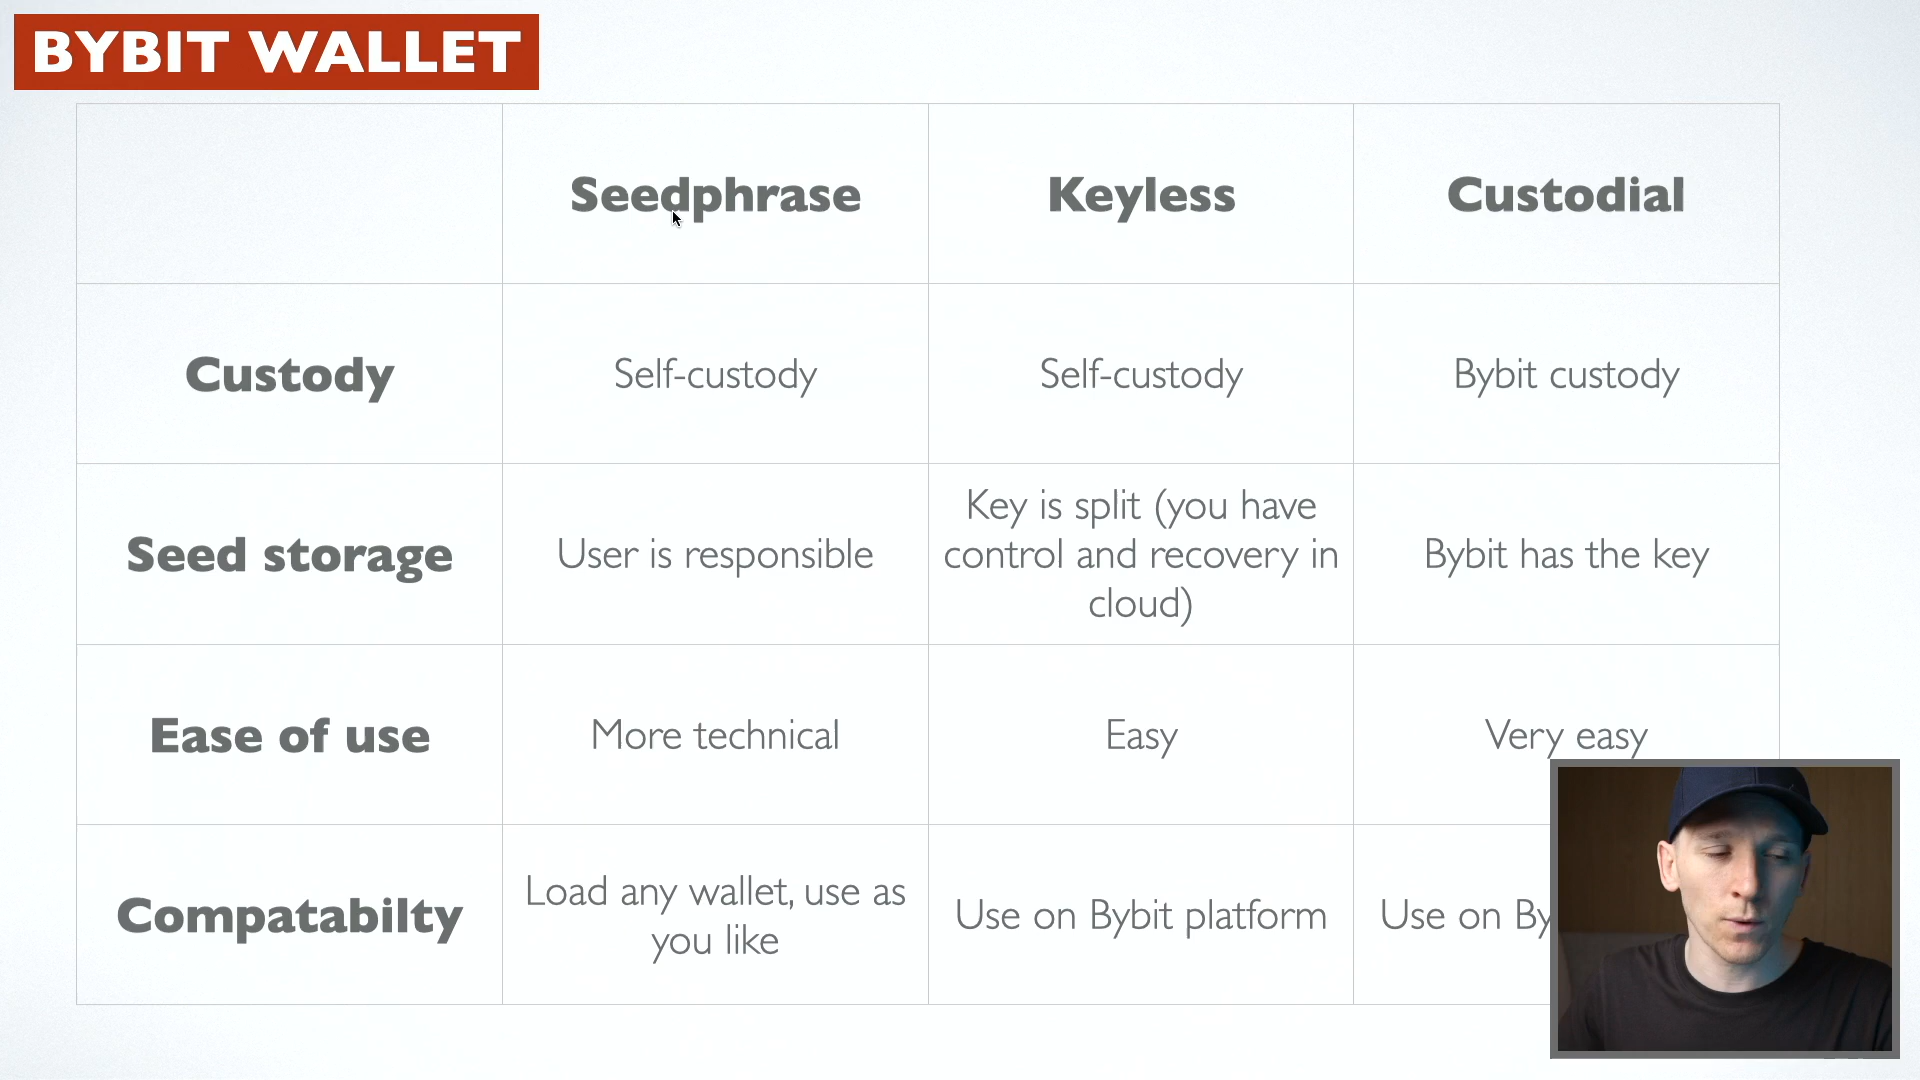 BYBIT WALLET
Seedphrase
Keyless
Custodial
Custody
Self-custody
Self-custody
Bybit custody
Seed storage
User is responsible
Key is split (you have
control and recovery in
cloud)
Bybit has the key
Ease of use
More technical
Easy
Very easy
Compatabilty
Load any wallet, use as
you like
Use on Bybit platform
Use on By